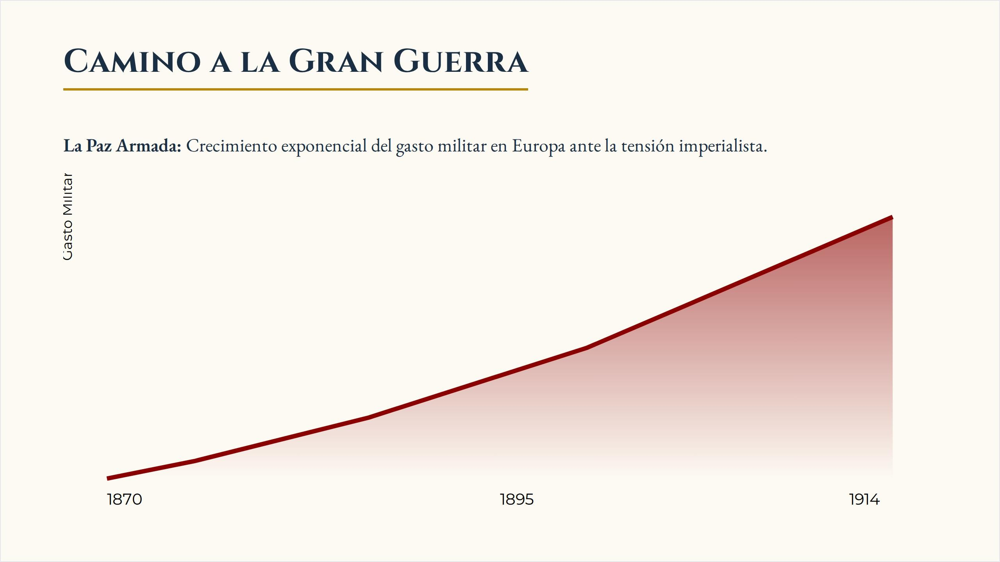 Camino a la Gran Guerra
La Paz Armada: Crecimiento exponencial del gasto militar en Europa ante la tensión imperialista.
Gasto Militar
1870
1895
1914